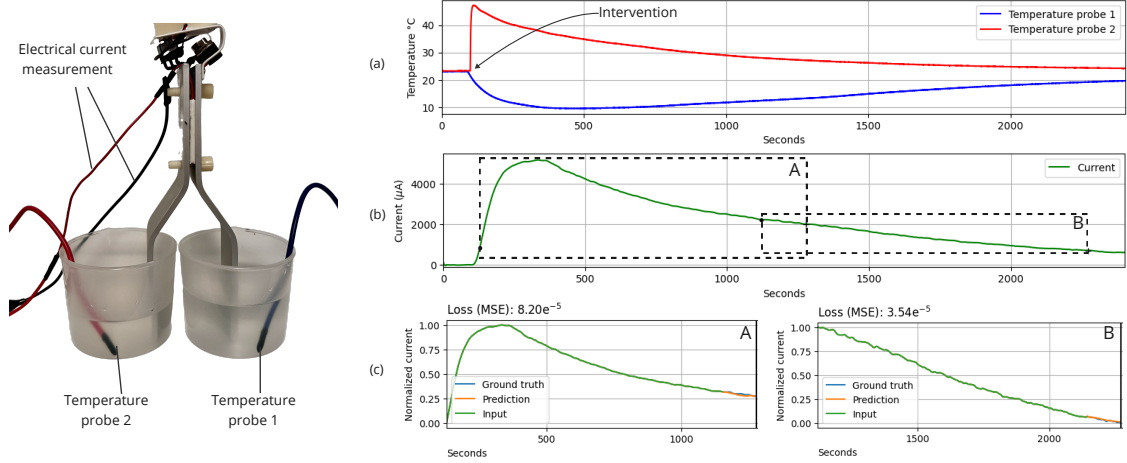 Electrical current
measurement
Temperature
probe 2
Temperature
probe 1
(a)
Temperature °C
40
30
20
10
Intervention
Temperature probe 1
Temperature probe 2
0
500
1000
1500
2000
Seconds
(b)
Current (μA)
4000
2000
0
A
B
Current
0
500
1000
1500
2000
Seconds
(c)
Loss (MSE): 8.20e⁻⁵
A
Normalized current
1.00
0.75
0.50
0.25
0.00
Ground truth
Prediction
Input
500
1000
Seconds
Loss (MSE): 3.54e⁻⁵
B
Normalized current
1.00
0.75
0.50
0.25
0.00
Ground truth
Prediction
Input
1500
2000
Seconds